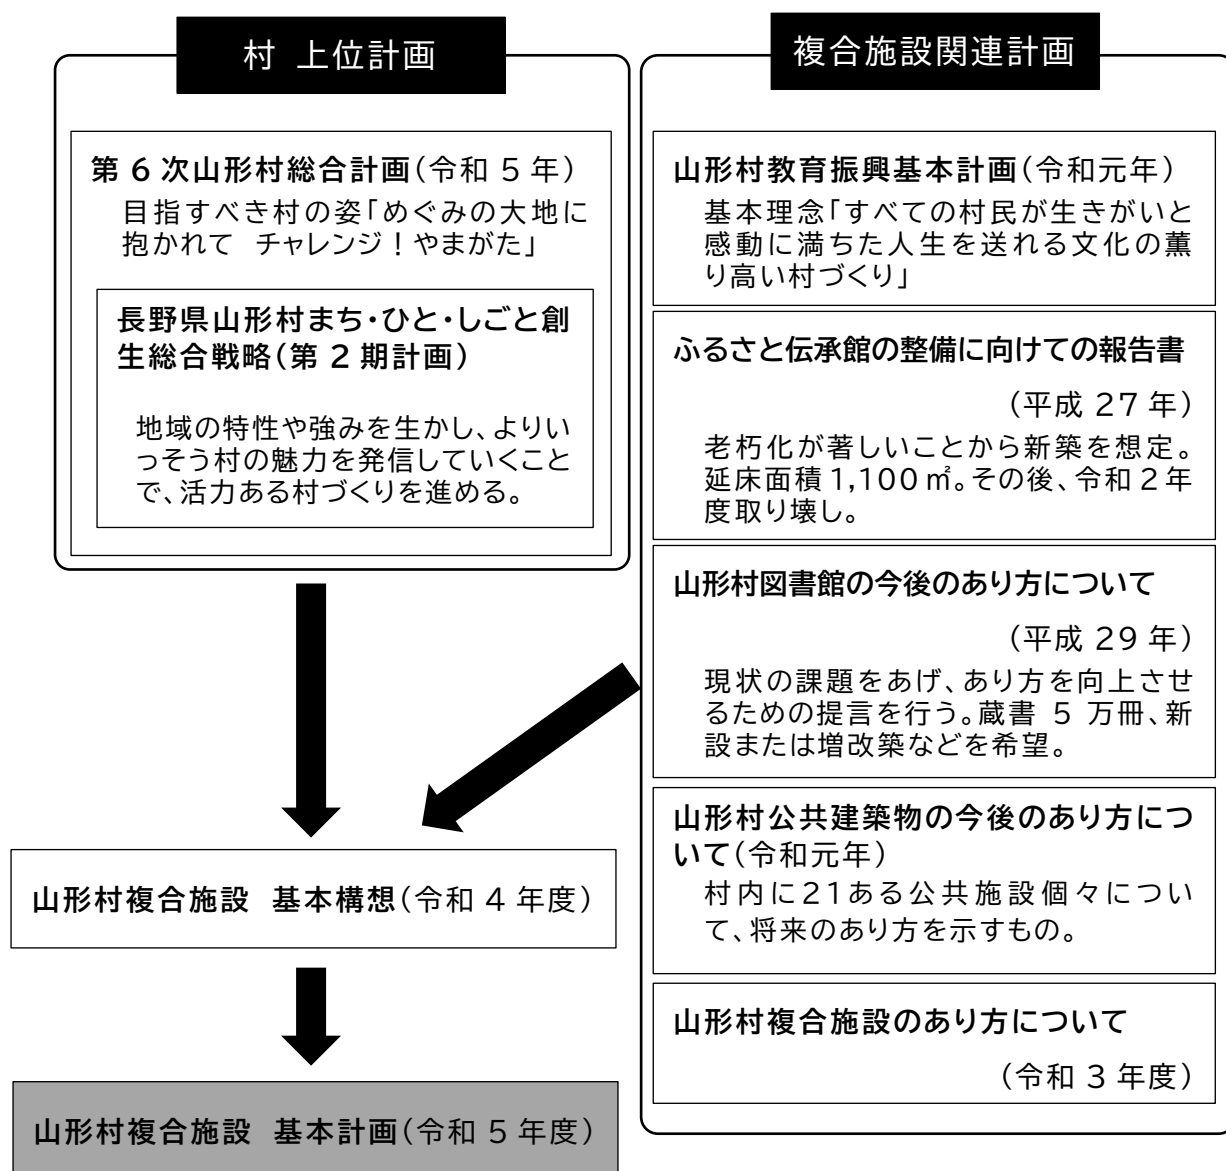 村 上位計画
第 6 次山形村総合計画(令和 5 年)
目指すべき村の姿「めぐみの大地に
抱かれて チャレンジ！やまがた」
長野県山形村まち・ひと・しごと創
生総合戦略(第 2 期計画)
地域の特性や強みを生かし、よりい
っそう村の魅力を発信していくこと
で、活力ある村づくりを進める。
複合施設関連計画
山形村教育振興基本計画(令和元年)
基本理念「すべての村民が生きがいと
感動に満ちた人生を送れる文化の薫
り高い村づくり」
ふるさと伝承館の整備に向けての報告書
(平成 27 年)
老朽化が著しいことから新築を想定。
延床面積 1,100 ㎡。その後、令和 2 年
度取り壊し。
山形村図書館の今後のあり方について
(平成 29 年)
現状の課題をあげ、あり方を向上させ
るための提言を行う。蔵書 5 万冊、新
設または増改築などを希望。
山形村公共建築物の今後のあり方につ
いて(令和元年)
村内に21ある公共施設個々につい
て、将来のあり方を示すもの。
山形村複合施設のあり方について
(令和 3 年度)
山形村複合施設 基本構想(令和 4 年度)
山形村複合施設 基本計画(令和 5 年度)